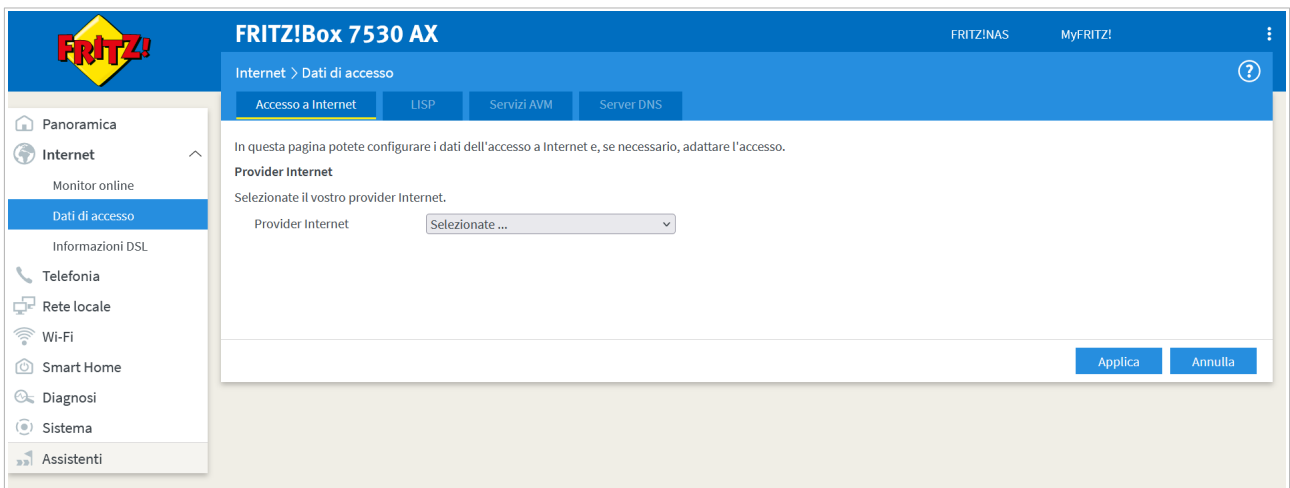 FRITZ!
FRITZ!Box 7530 AX
FRITZ!NAS
MyFRITZ!
Internet > Dati di accesso
Accesso a Internet
LISP
Servizi AVM
Server DNS
Panoramica
Internet
Monitor online
Dati di accesso
Informazioni DSL
Telefonia
Rete locale
Wi-Fi
Smart Home
Diagnosi
Sistema
Assistenti
In questa pagina potete configurare i dati dell'accesso a Internet e, se necessario, adattare l'accesso.
Provider Internet
Selezionate il vostro provider Internet.
Provider Internet
Selezionate ...
Applica
Annulla